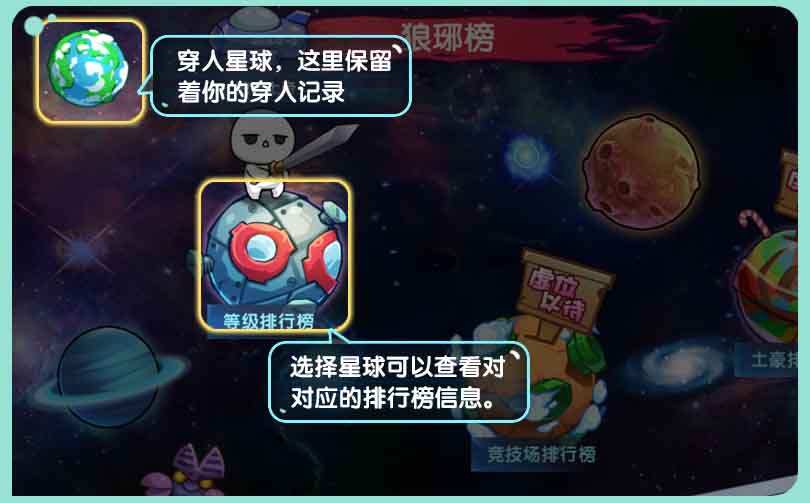 狼琊榜
穿人星球，这里保留
着你的穿人记录
虚位
以待
等级排行榜
选择星球可以查看对
对应的排行榜信息。
土豪排
竞技场排行榜